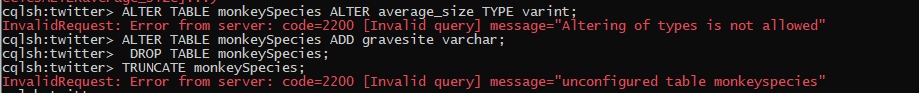 cqlsh:twitter> ALTER TABLE monkeySpecies ALTER average_size TYPE varint;
InvalidRequest: Error from server: code=2200 [Invalid query] message="Altering of types is not allowed"
cqlsh:twitter> ALTER TABLE monkeySpecies ADD gravesite varchar;
cqlsh:twitter>  DROP TABLE monkeySpecies;
cqlsh:twitter> TRUNCATE monkeySpecies;
InvalidRequest: Error from server: code=2200 [Invalid query] message="unconfigured table monkeyspecies"